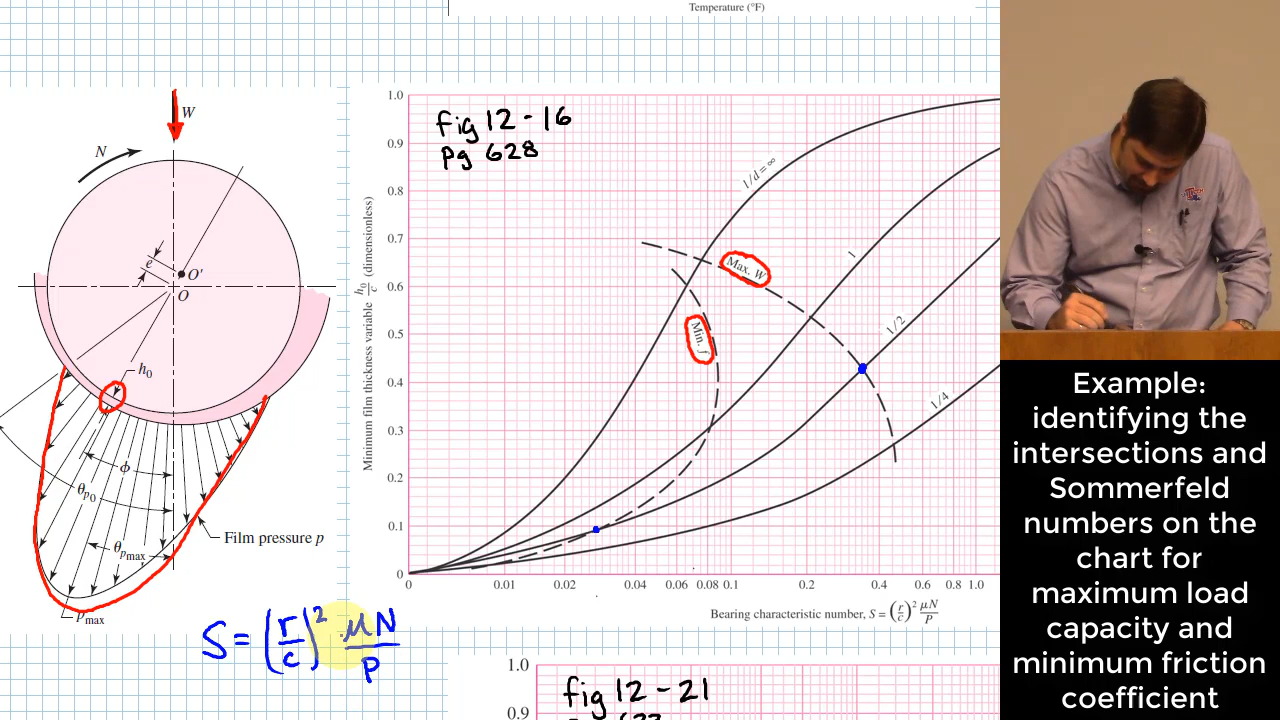 Temperature (°F)
W
N
e
O'
O
h₀
ϕ
θp₀
θpmax
Film pressure p
pmax
S = (r/c)² μN/P
fig 12-16
pg 628
Minimum film thickness variable h₀/c (dimensionless)
1.0
0.9
0.8
0.7
0.6
0.5
0.4
0.3
0.2
0.1
0
l/d = ∞
1
1/2
1/4
Max. W
Min. f
0 0.01 0.02 0.04 0.06 0.08 0.1 0.2 0.4 0.6 0.8 1.0
Bearing characteristic number, S = (r/c)² μN/P
1.0
0.9
fig 12-21
Example:
identifying the
intersections and
Sommerfeld
numbers on the
chart for
maximum load
capacity and
minimum friction
coefficient